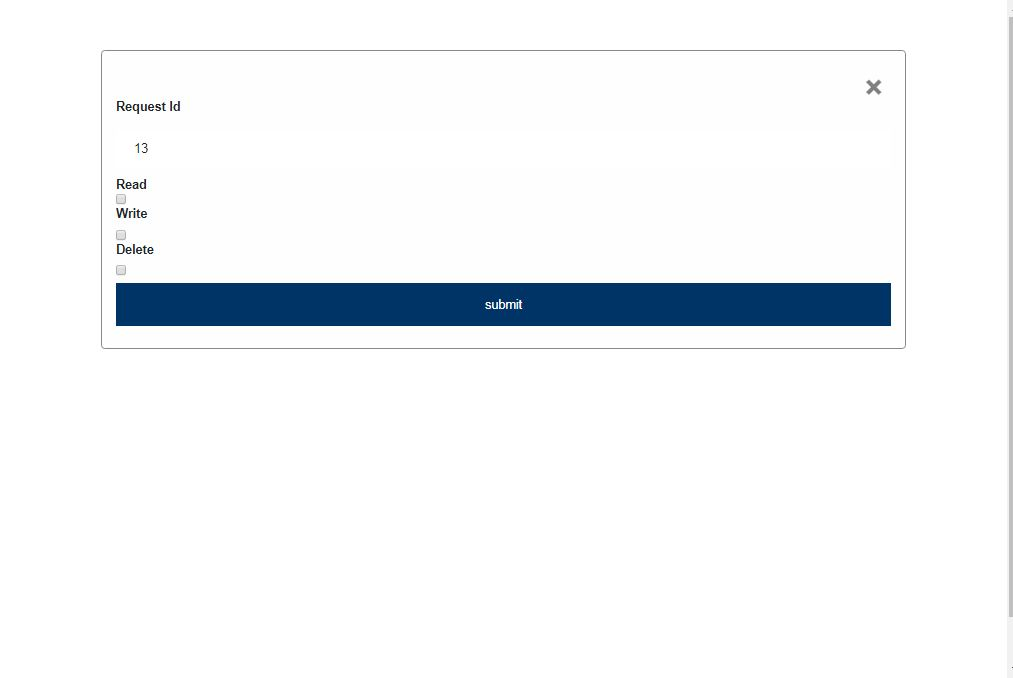 Request Id
13
Read
Write
Delete
submit